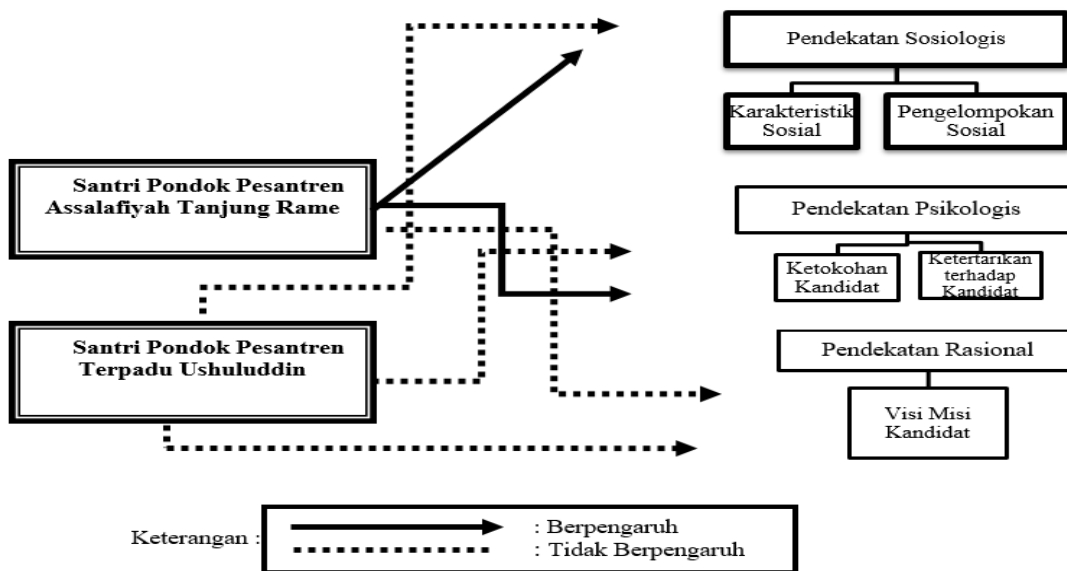 Pendekatan Sosiologis
Karakteristik
Sosial
Pengelompokan
Sosial
Santri Pondok Pesantren
Assalafiyah Tanjung Rame
Pendekatan Psikologis
Ketokohan
Kandidat
Ketertarikan
terhadap
Kandidat
Santri Pondok Pesantren
Terpadu Ushuluddin
Pendekatan Rasional
Visi Misi
Kandidat
Keterangan :
: Berpengaruh
: Tidak Berpengaruh